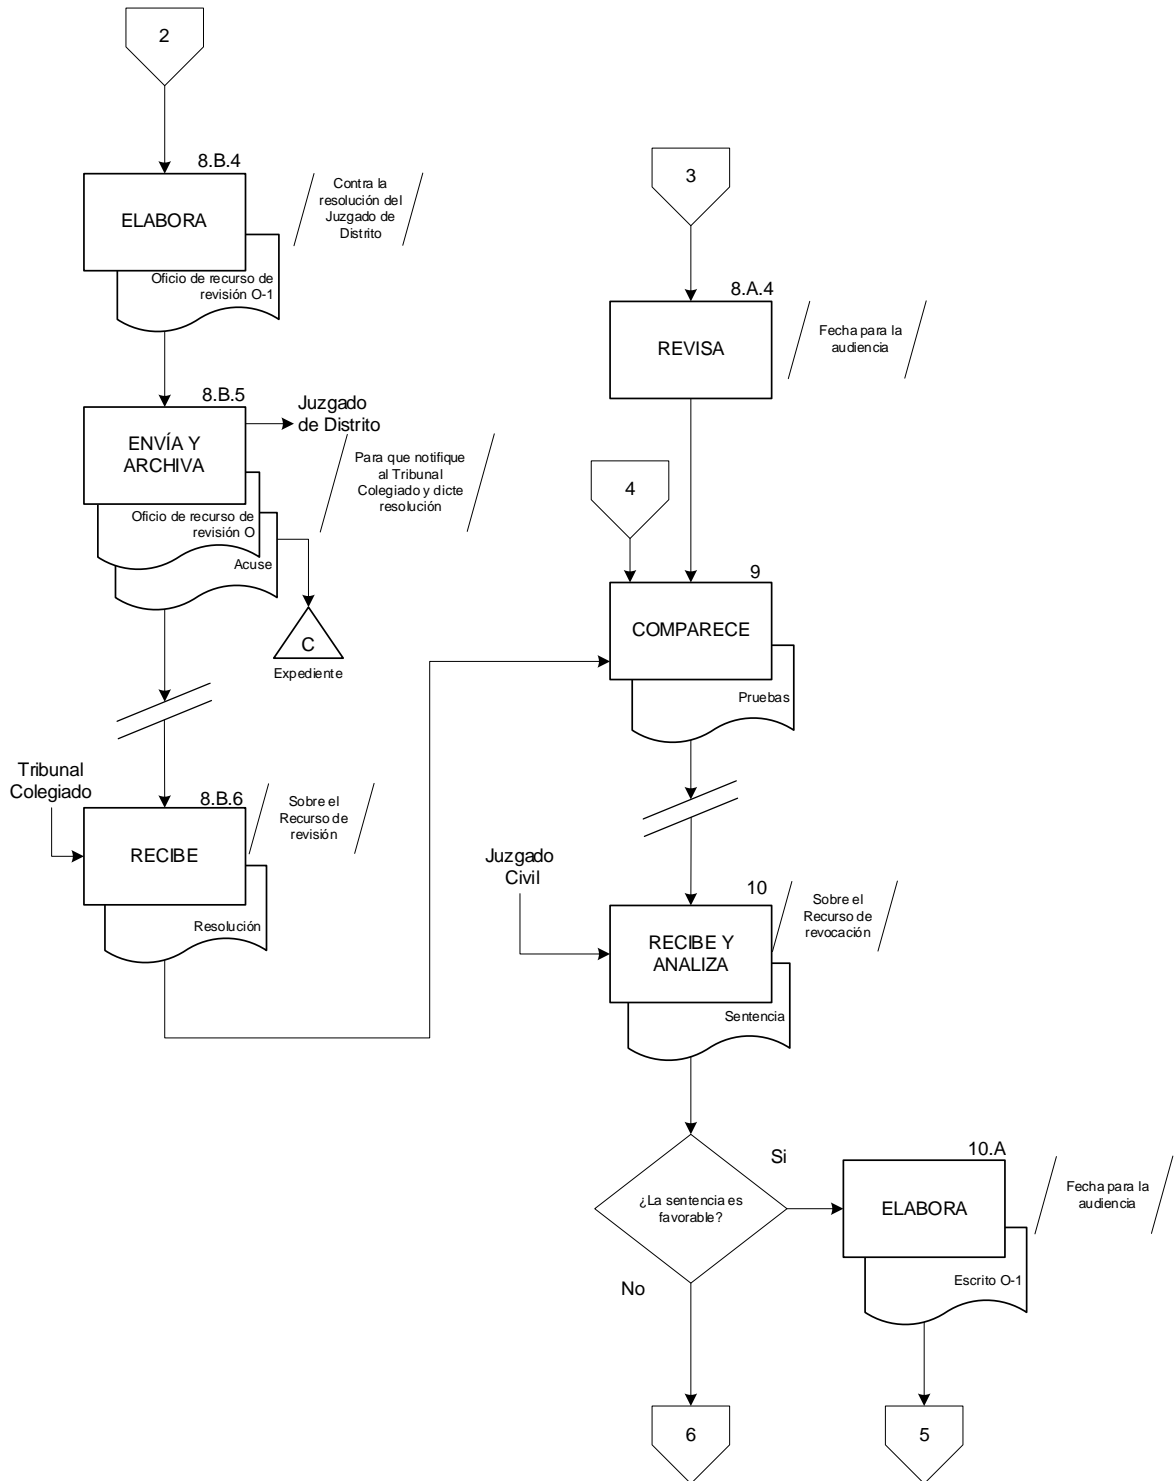 2
8.B.4
ELABORA
Contra la
resolución del
Juzgado de
Distrito
Oficio de recurso de
revisión O-1
8.B.5
ENVÍA Y
ARCHIVA
Juzgado
de Distrito
Para que notifique
al Tribunal
Colegiado y dicte
resolución
Oficio de recurso de
revisión O
Acuse
C
Expediente
Tribunal
Colegiado
8.B.6
RECIBE
Sobre el
Recurso de
revisión
Resolución
3
8.A.4
REVISA
Fecha para la
audiencia
4
9
COMPARECE
Pruebas
Juzgado
Civil
10
RECIBE Y
ANALIZA
Sobre el
Recurso de
revocación
Sentencia
¿La sentencia es
favorable?
Si
No
10.A
ELABORA
Fecha para la
audiencia
Escrito O-1
6
5